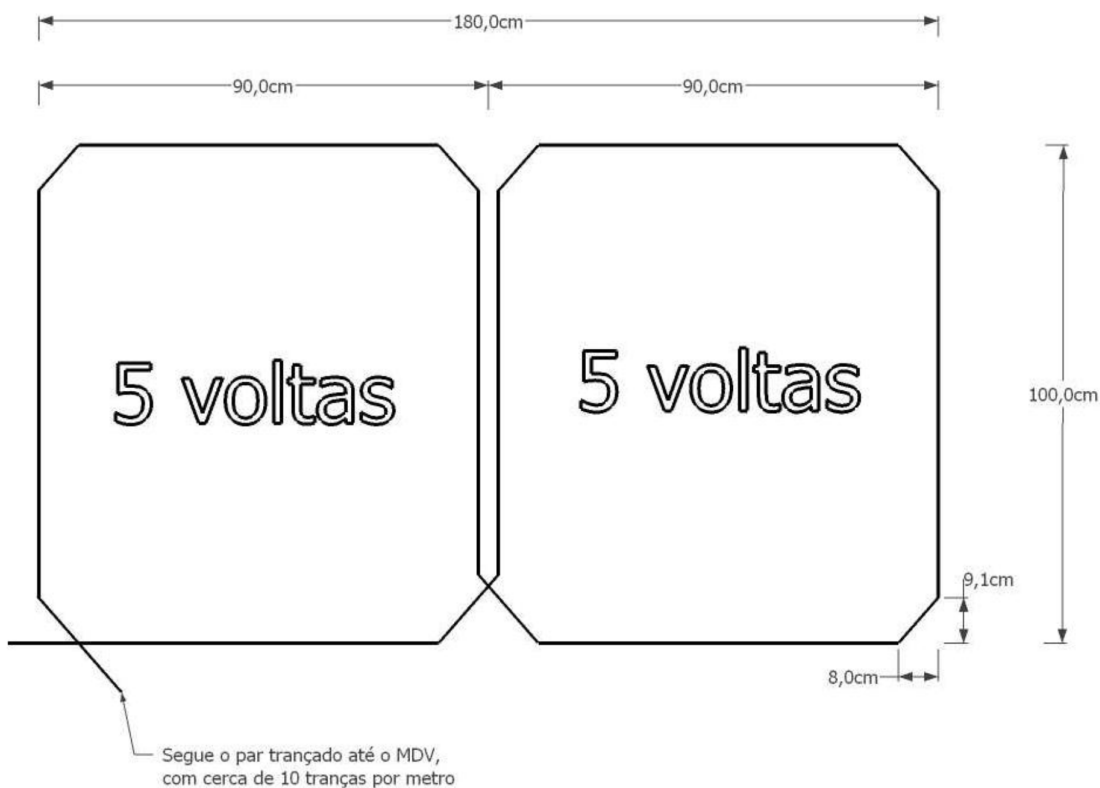 180,0cm
90,0cm
90,0cm
5 voltas
5 voltas
100,0cm
9,1cm
8,0cm
Segue o par trançado até o MDV,
com cerca de 10 tranças por metro